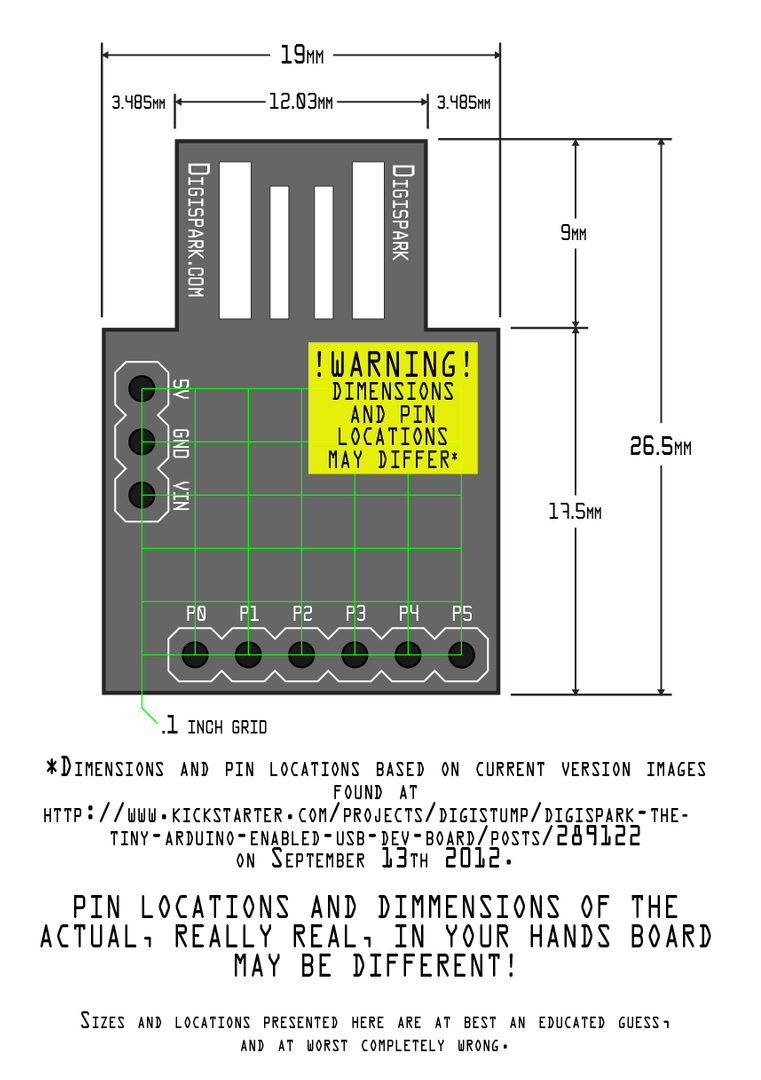 19MM
3.485MM
12.03MM
3.485MM
DIGISPARK.COM
DIGISPARK
9MM
!WARNING!
DIMENSIONS
AND PIN
LOCATIONS
MAY DIFFER*
5V
GND
VIN
26.5MM
17.5MM
P0 P1 P2 P3 P4 P5
.1 INCH GRID
*DIMENSIONS AND PIN LOCATIONS BASED ON CURRENT VERSION IMAGES
FOUND AT
HTTP://WWW.KICKSTARTER.COM/PROJECTS/DIGISTUMP/DIGISPARK-THE-
TINY-ARDUINO-ENABLED-USB-DEV-BOARD/POSTS/289122
ON SEPTEMBER 13TH 2012.
PIN LOCATIONS AND DIMMENSIONS OF THE
ACTUAL, REALLY REAL, IN YOUR HANDS BOARD
MAY BE DIFFERENT!
SIZES AND LOCATIONS PRESENTED HERE ARE AT BEST AN EDUCATED GUESS,
AND AT WORST COMPLETELY WRONG.